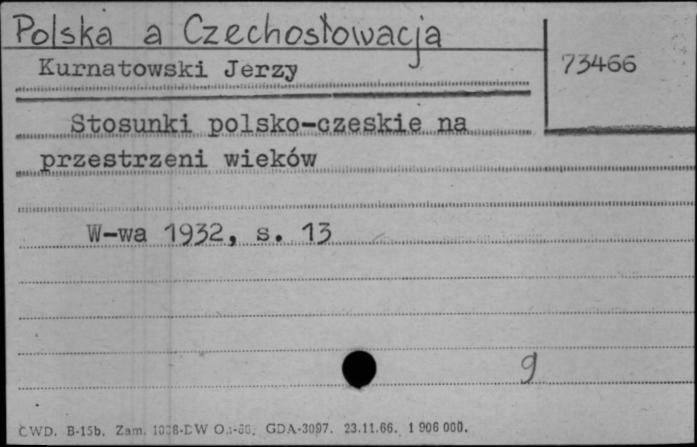 Polska a Czechosłowacja
Kurnatowski Jerzy
73466
Stosunki polsko-czeskie na
przestrzeni wieków
W-wa 1932, s. 13
g
CWD. B-15b. Zam. GDA-3097. 23.11.66. 1 906 000.